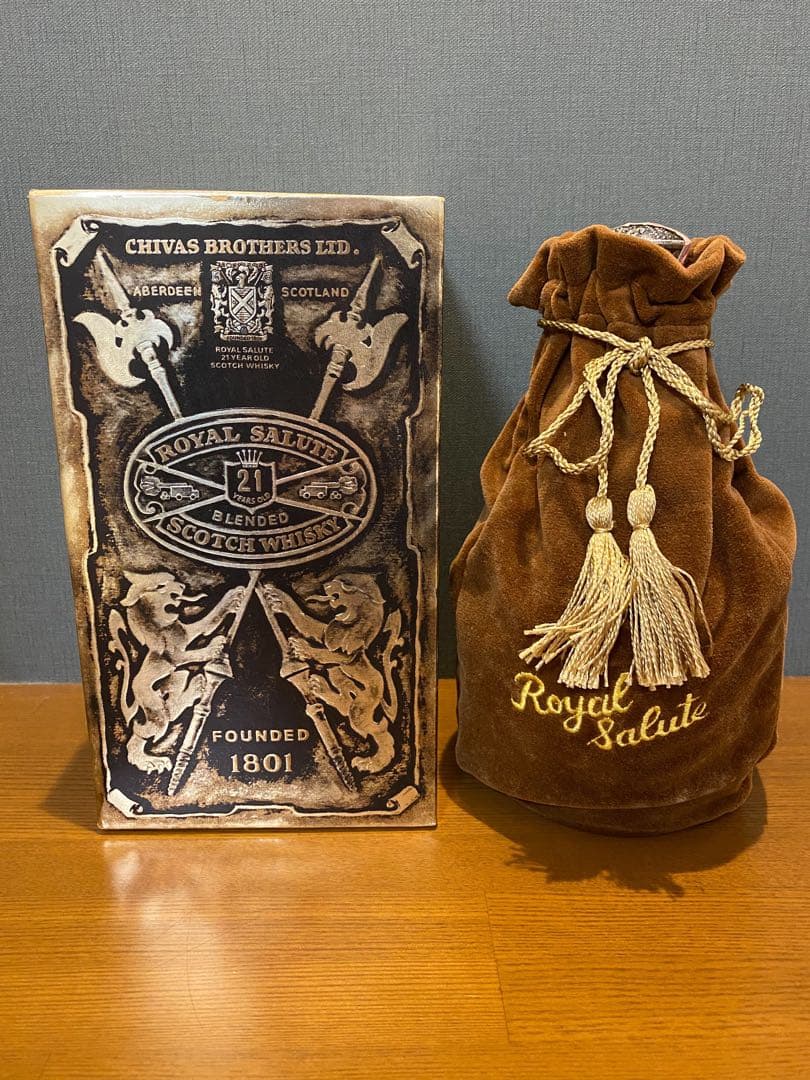 CHIVAS BROTHERS LTD.
ABERDEEN SCOTLAND
ROYAL SALUTE
21 YEAR OLD
SCOTCH WHISKY
ROYAL SALUTE
21
YEARS OLD
BLENDED
SCOTCH WHISKY
FOUNDED
1801
Royal
Salute